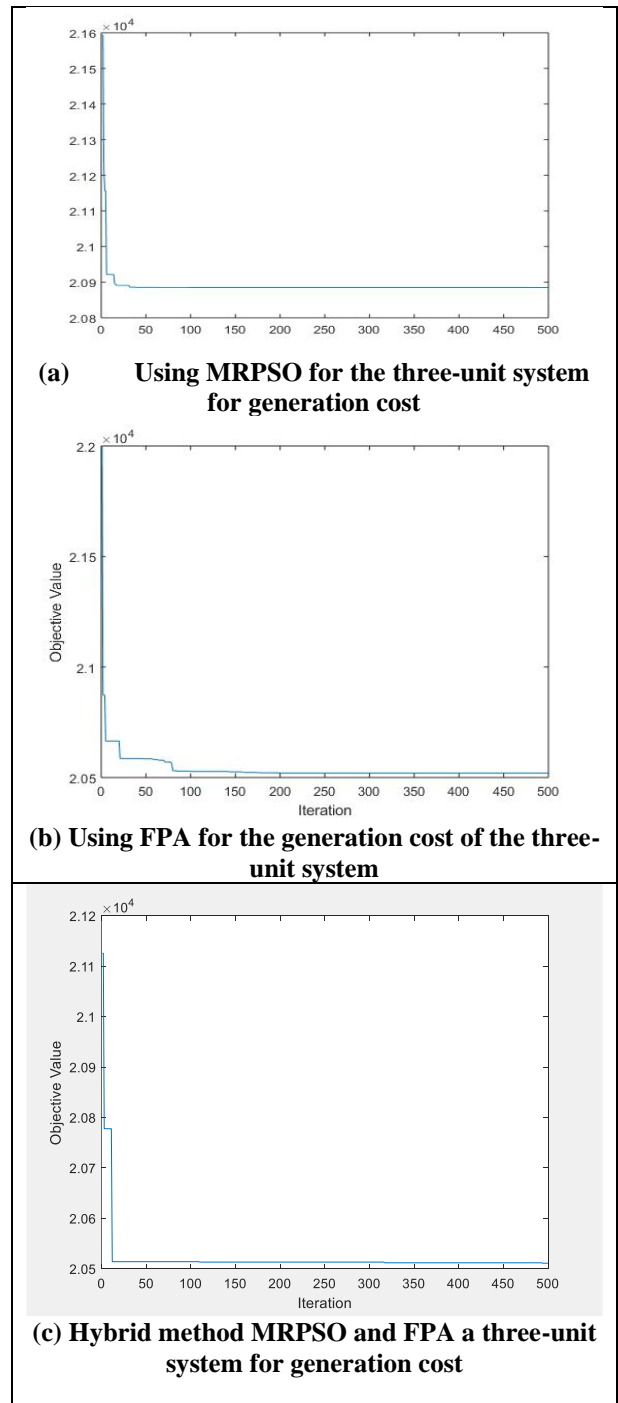 ×10⁴
2.16
2.15
2.14
2.13
2.12
2.11
2.1
2.09
2.08
0 50 100 150 200 250 300 350 400 450 500
(a) Using MRPSO for the three-unit system
for generation cost
×10⁴
2.2
2.15
2.1
2.05
Objective Value
0 50 100 150 200 250 300 350 400 450 500
Iteration
(b) Using FPA for the generation cost of the three-
unit system
×10⁴
2.12
2.11
2.1
2.09
2.08
2.07
2.06
2.05
Objective Value
0 50 100 150 200 250 300 350 400 450 500
Iteration
(c) Hybrid method MRPSO and FPA a three-unit
system for generation cost